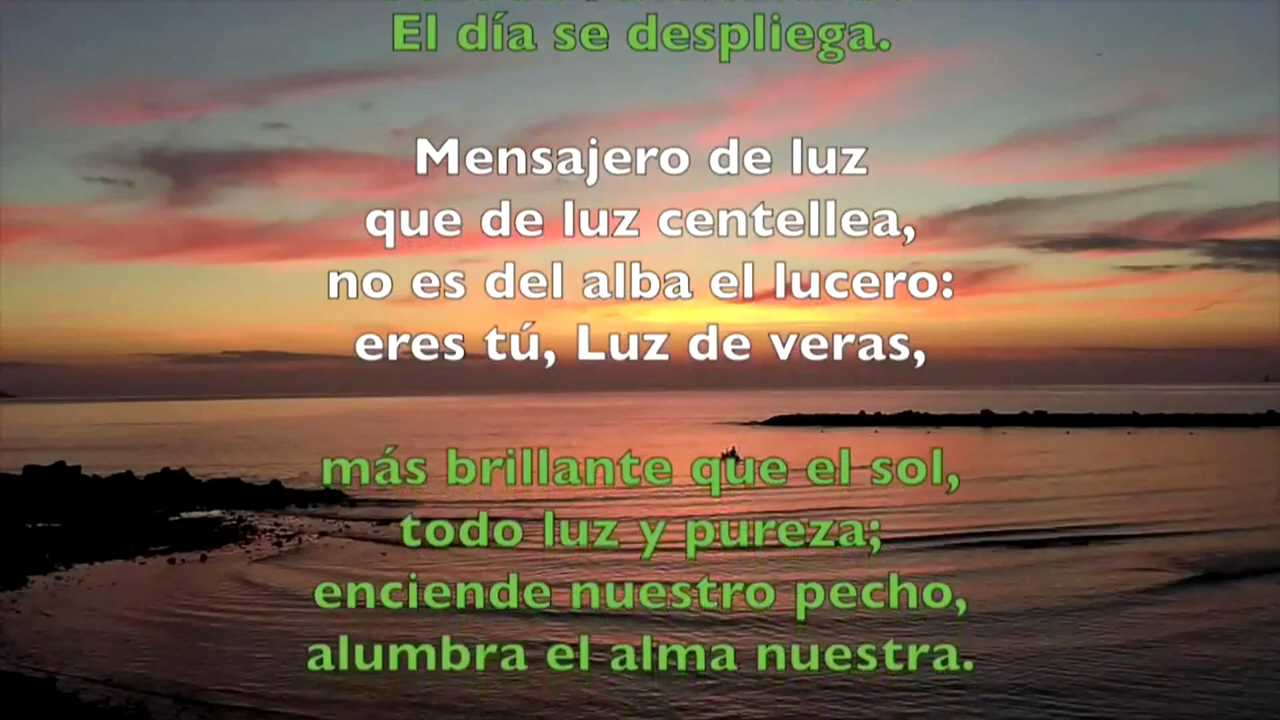 El día se despliega.
Mensajero de luz
que de luz centellea,
no es del alba el lucero:
eres tú, Luz de veras,
más brillante que el sol,
todo luz y pureza;
enciende nuestro pecho,
alumbra el alma nuestra.